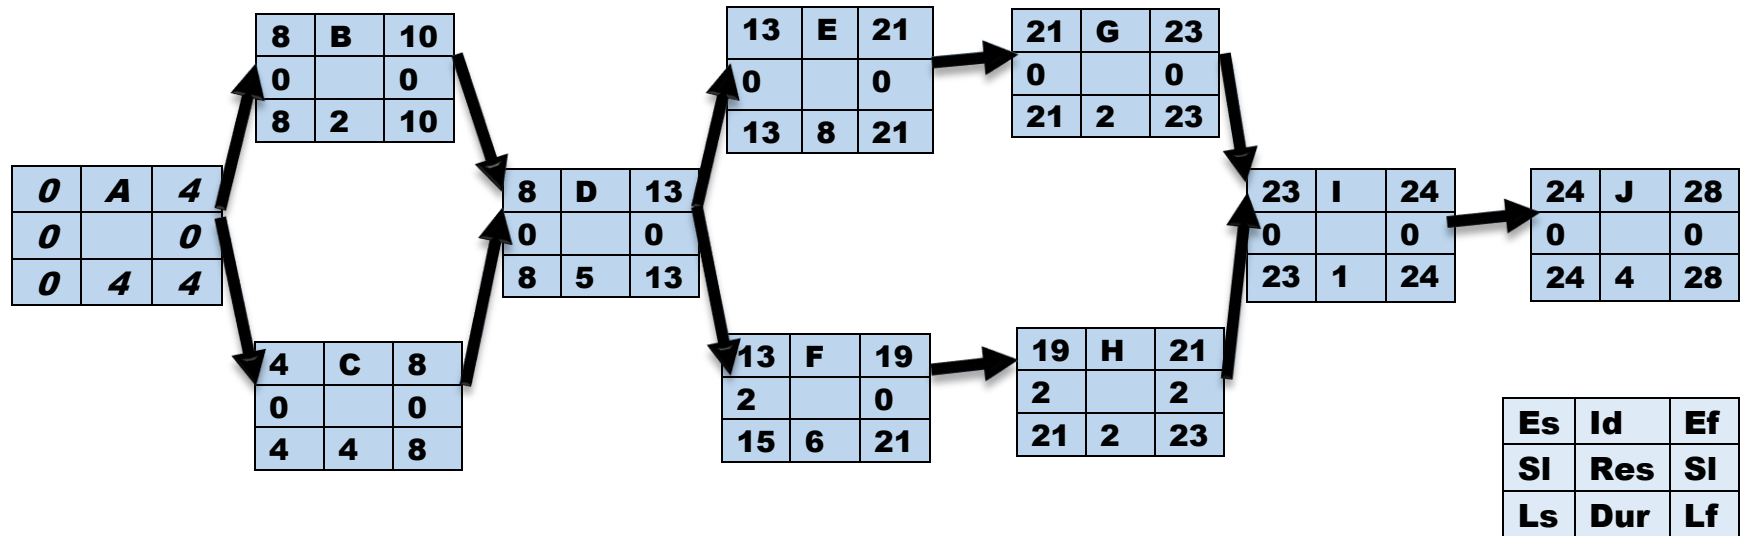 8 B 10
0 0
8 2 10
13 E 21
0 0
13 8 21
21 G 23
0 0
21 2 23
0 A 4
0 0
0 4 4
8 D 13
0 0
8 5 13
23 I 24
0 0
23 1 24
24 J 28
0 0
24 4 28
4 C 8
0 0
4 4 8
13 F 19
2 0
15 6 21
19 H 21
2 2
21 2 23
Es Id Ef
Sl Res Sl
Ls Dur Lf